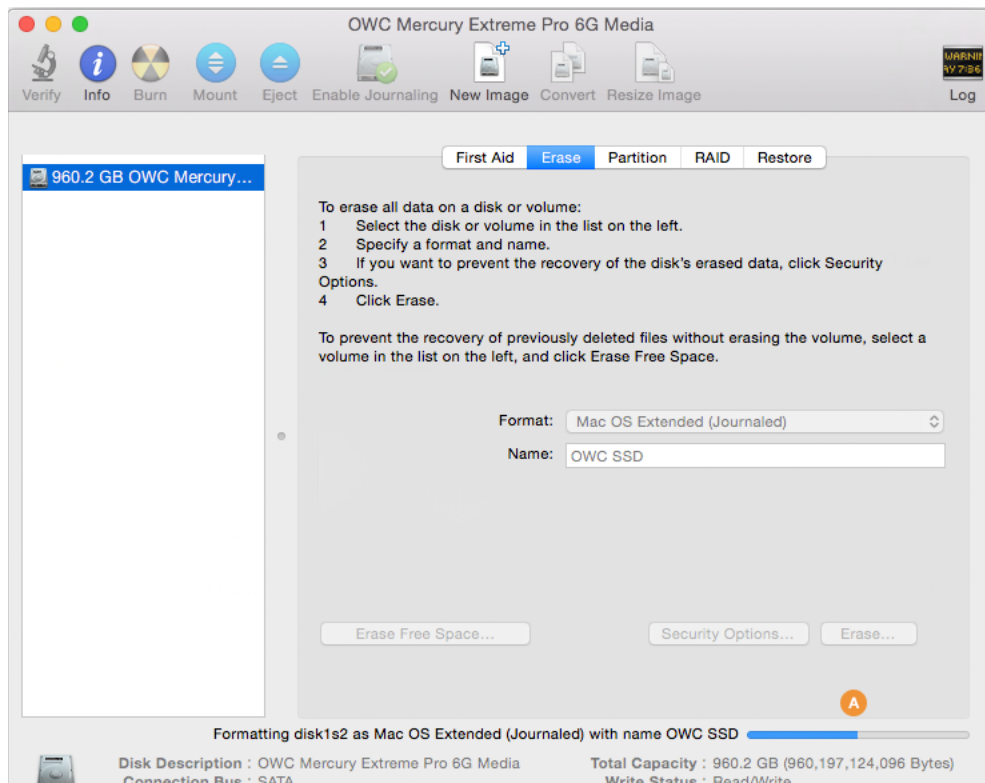 OWC Mercury Extreme Pro 6G Media
Verify Info Burn Mount Eject Enable Journaling New Image Convert Resize Image Log
First Aid Erase Partition RAID Restore
960.2 GB OWC Mercury...
To erase all data on a disk or volume:
1 Select the disk or volume in the list on the left.
2 Specify a format and name.
3 If you want to prevent the recovery of the disk's erased data, click Security
Options.
4 Click Erase.
To prevent the recovery of previously deleted files without erasing the volume, select a
volume in the list on the left, and click Erase Free Space.
Format: Mac OS Extended (Journaled)
Name: OWC SSD
Erase Free Space... Security Options... Erase...
A
Formatting disk1s2 as Mac OS Extended (Journaled) with name OWC SSD
Disk Description : OWC Mercury Extreme Pro 6G Media Total Capacity : 960.2 GB (960,197,124,096 Bytes)
Connection Bus : SATA Write Status : Read/Write